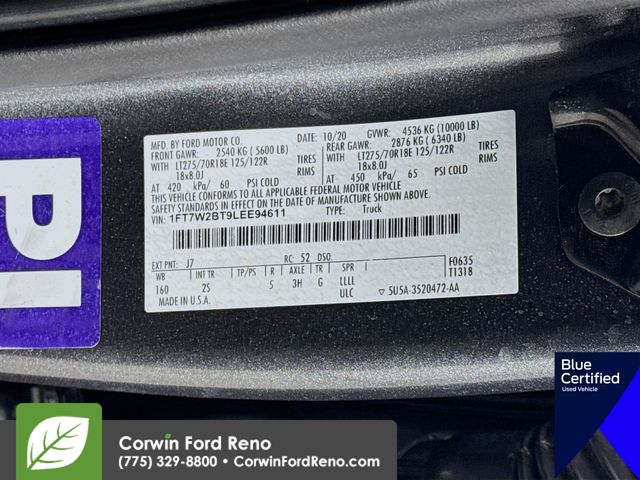 PL
MFD. BY FORD MOTOR CO. 10/20 GVWR: 4536 KG (10000 LB)
FRONT GAWR: 2540 KG (5600 LB) REAR GAWR: 2876 KG (6340 LB)
WITH LT275/70R18E 125/122R TIRES WITH LT275/70R18E 125/122R TIRES
18x8.0J RIMS 18x8.0J RIMS
AT 420 kPa/ 60 PSI COLD AT 450 kPa/ 65 PSI COLD
THIS VEHICLE CONFORMS TO ALL APPLICABLE FEDERAL MOTOR VEHICLE
SAFETY STANDARDS IN EFFECT ON THE DATE OF MANUFACTURE SHOWN ABOVE.
VIN: 1FT7W2BT9LEE94611 TYPE: Truck
EXT PNT: J7 RC: 52 DSO: F0635
WB INT TR TP/PS R AXLE TR SPR T1318
160 2S 5 3H G LLLL
ULC
MADE IN U.S.A. ▽ 5U5A-3520472-AA
Blue
Certified
Used Vehicle
Corwin Ford Reno
(775) 329-8800 • CorwinFordReno.com